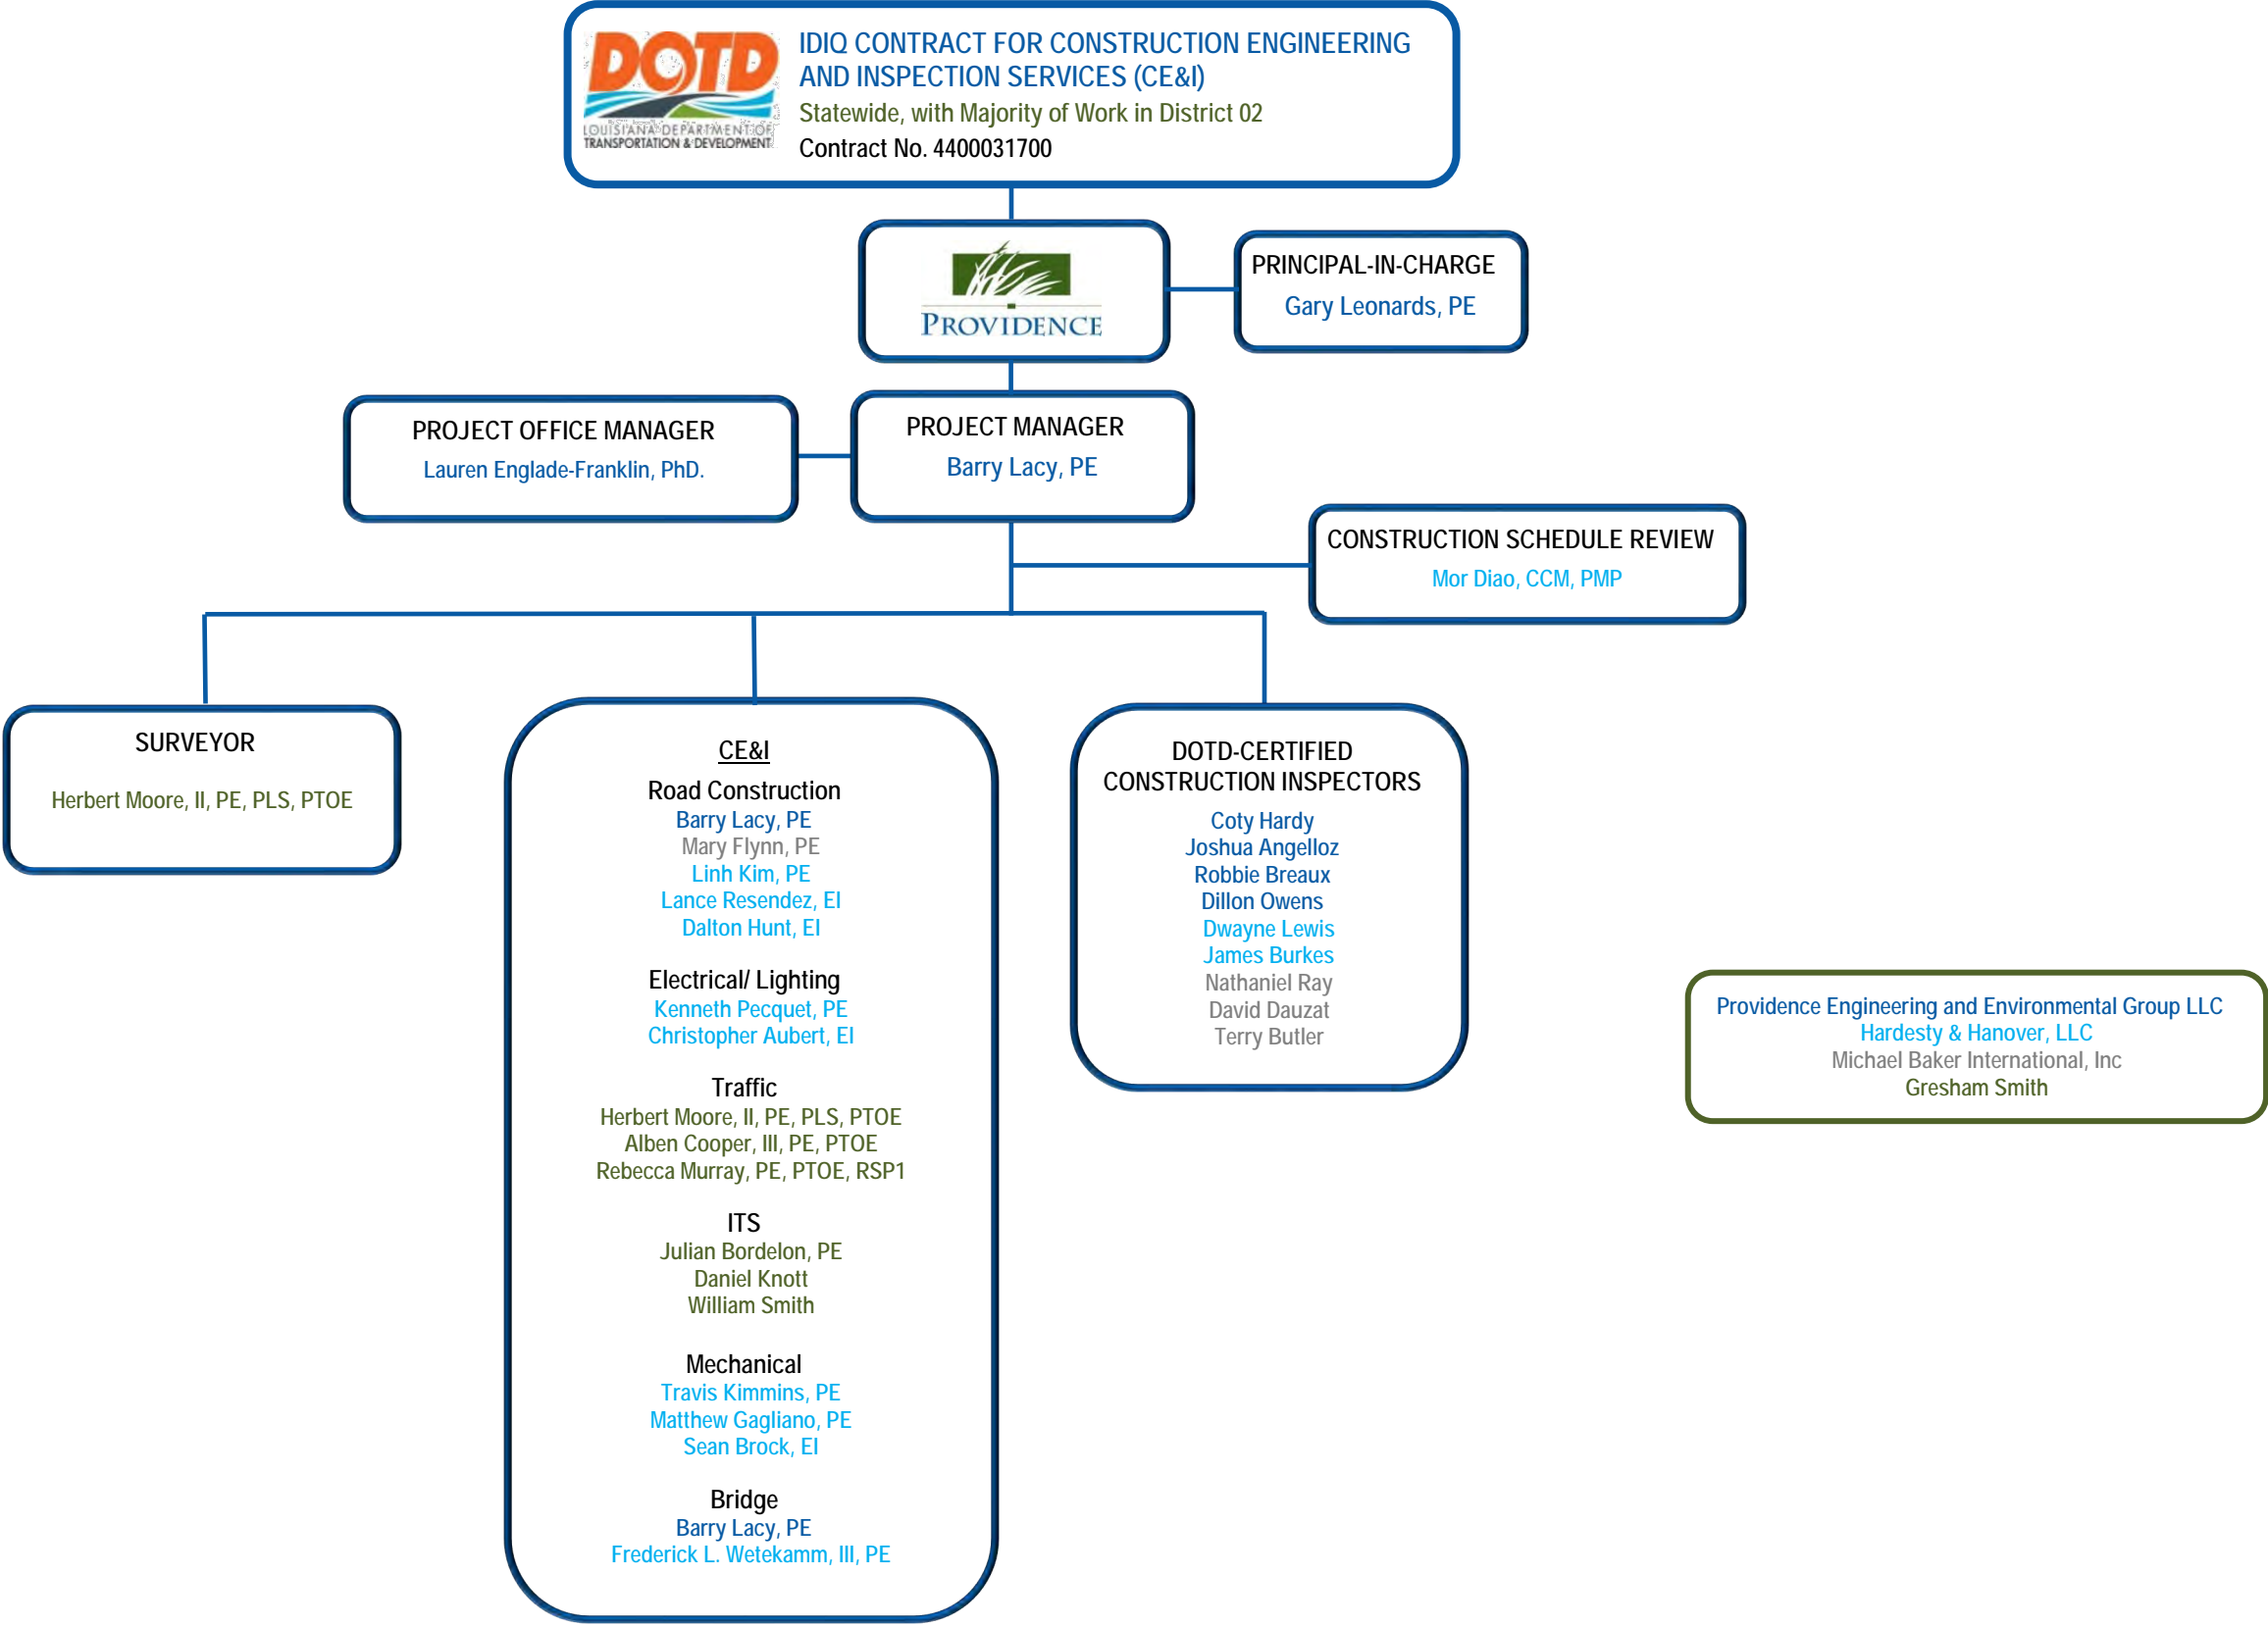 DOTD
LOUISIANA DEPARTMENT OF
TRANSPORTATION & DEVELOPMENT
IDIQ CONTRACT FOR CONSTRUCTION ENGINEERING
AND INSPECTION SERVICES (CE&I)
Statewide, with Majority of Work in District 02
Contract No. 4400031700
PROVIDENCE
PRINCIPAL-IN-CHARGE
Gary Leonards, PE
PROJECT OFFICE MANAGER
Lauren Englade-Franklin, PhD.
PROJECT MANAGER
Barry Lacy, PE
CONSTRUCTION SCHEDULE REVIEW
Mor Diao, CCM, PMP
SURVEYOR
Herbert Moore, II, PE, PLS, PTOE
CE&I
Road Construction
Barry Lacy, PE
Mary Flynn, PE
Linh Kim, PE
Lance Resendez, EI
Dalton Hunt, EI
Electrical/ Lighting
Kenneth Pecquet, PE
Christopher Aubert, EI
Traffic
Herbert Moore, II, PE, PLS, PTOE
Alben Cooper, III, PE, PTOE
Rebecca Murray, PE, PTOE, RSP1
ITS
Julian Bordelon, PE
Daniel Knott
William Smith
Mechanical
Travis Kimmins, PE
Matthew Gagliano, PE
Sean Brock, EI
Bridge
Barry Lacy, PE
Frederick L. Wetekamm, III, PE
DOTD-CERTIFIED
CONSTRUCTION INSPECTORS
Coty Hardy
Joshua Angelloz
Robbie Breaux
Dillon Owens
Dwayne Lewis
James Burkes
Nathaniel Ray
David Dauzat
Terry Butler
Providence Engineering and Environmental Group LLC
Hardesty & Hanover, LLC
Michael Baker International, Inc
Gresham Smith